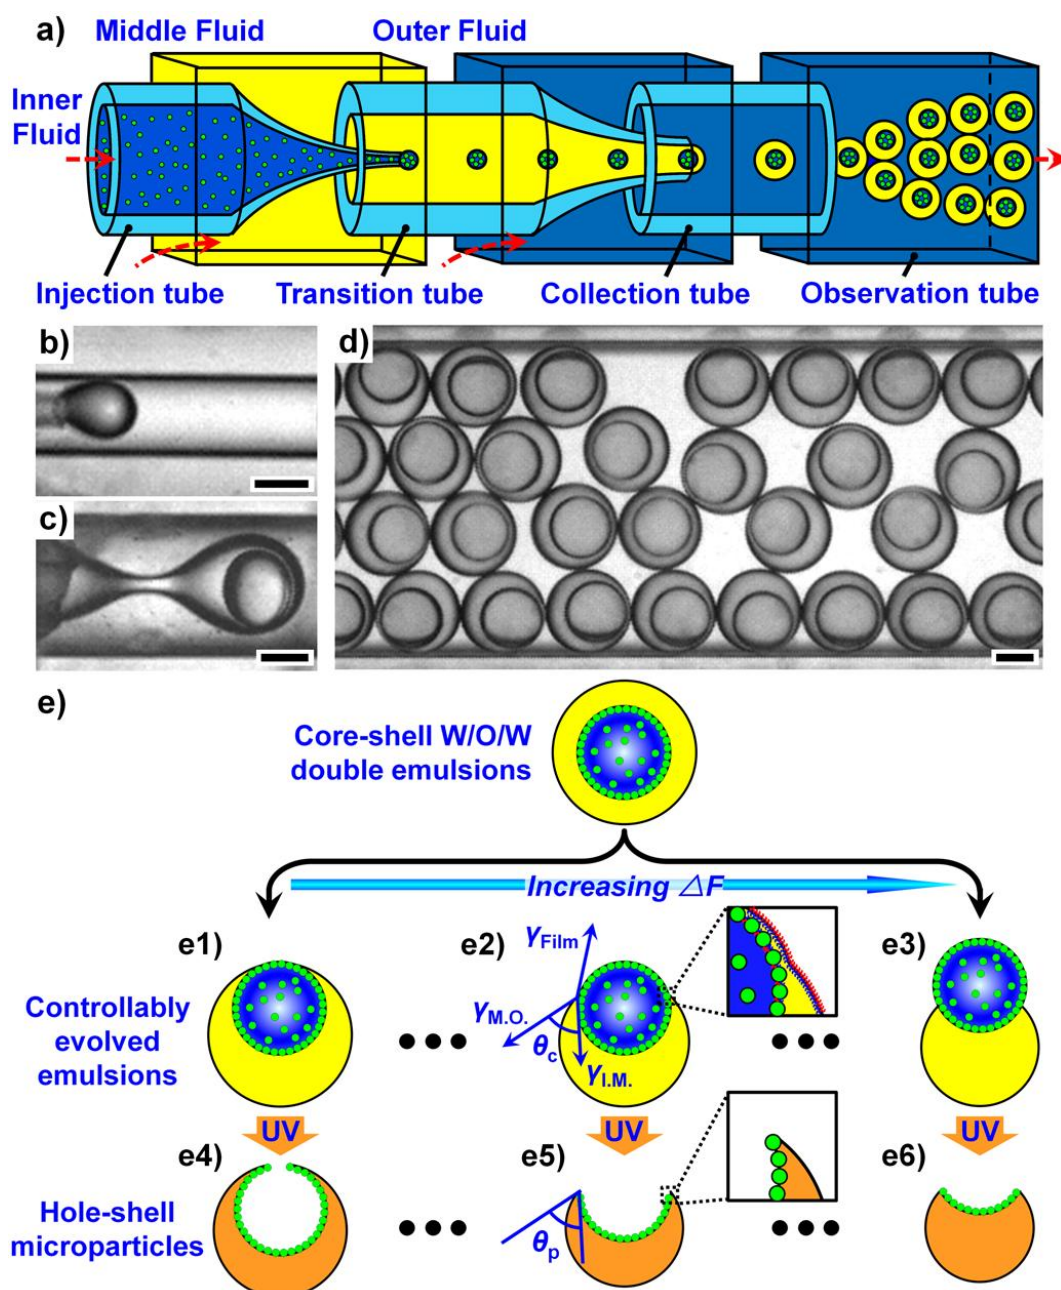 a)
Middle Fluid
Outer Fluid
Inner
Fluid
Injection tube
Transition tube
Collection tube
Observation tube
b)
c)
d)
e)
Core-shell W/O/W
double emulsions
Increasing △F
e1)
e2)
e3)
γFilm
γM.O.
θc
γI.M.
Controllably
evolved
emulsions
UV
UV
UV
e4)
e5)
e6)
θp
Hole-shell
microparticles